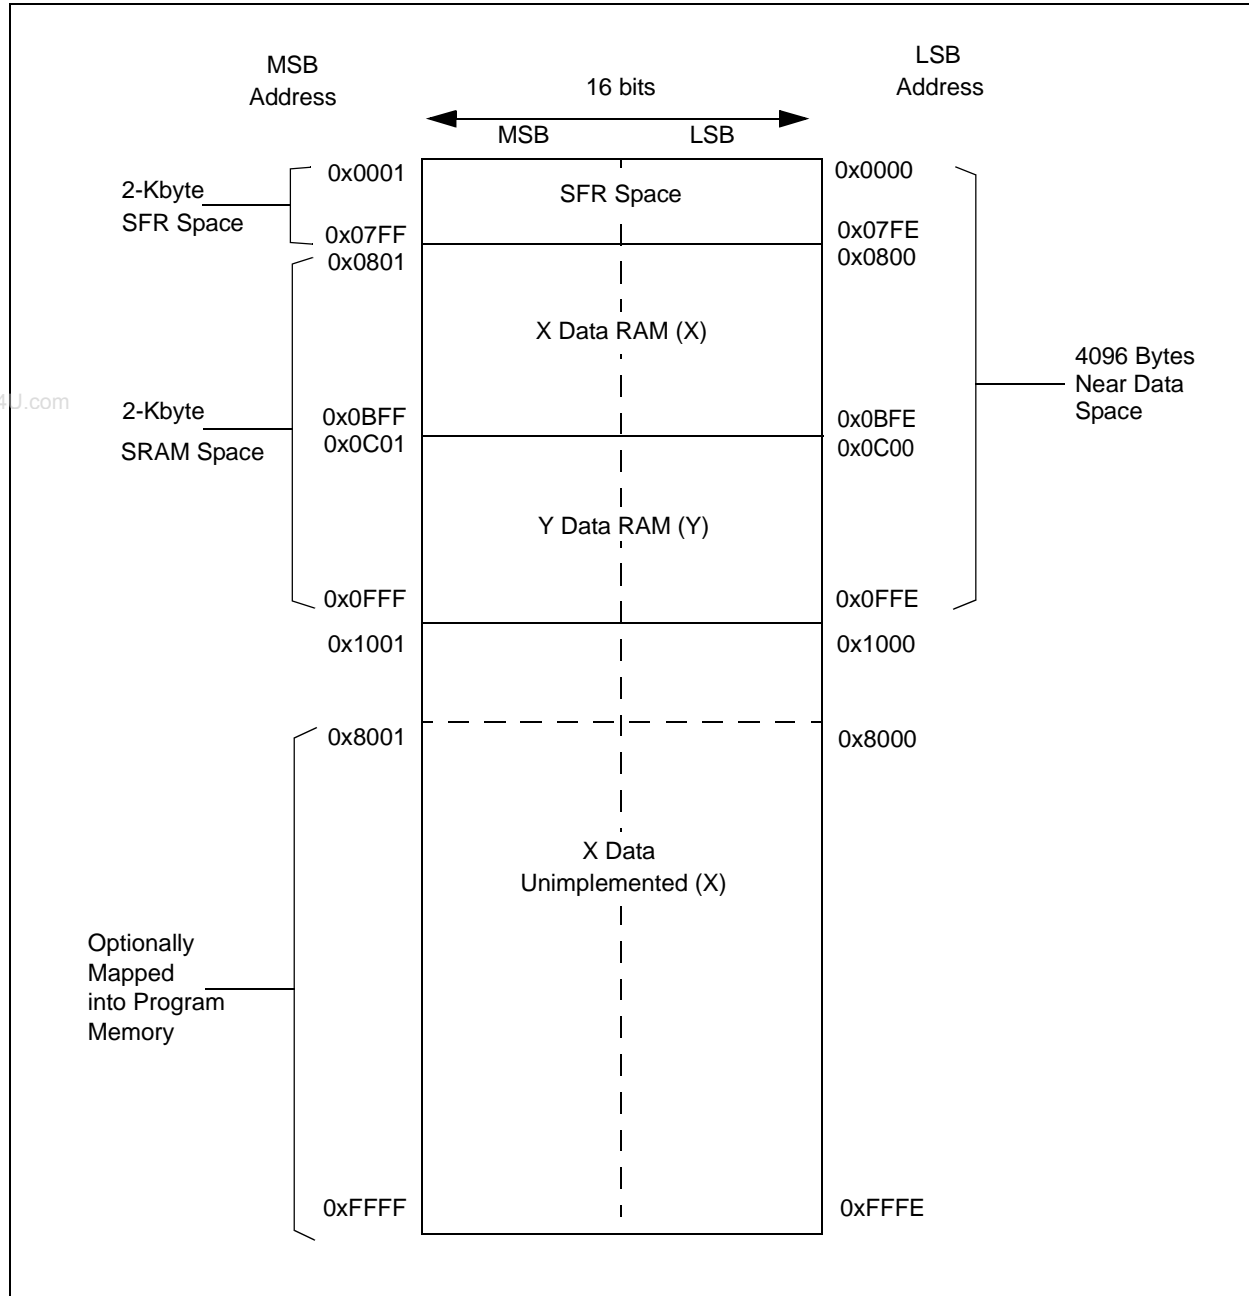 MSB
Address
16 bits
LSB
Address
MSB
LSB
2-Kbyte
SFR Space
0x0001
SFR Space
0x0000
0x07FF
0x07FE
0x0801
0x0800
X Data RAM (X)
4096 Bytes
Near Data
Space
4U.com
2-Kbyte
SRAM Space
0x0BFF
0x0BFE
0x0C01
0x0C00
Y Data RAM (Y)
0x0FFF
0x0FFE
0x1001
0x1000
0x8001
0x8000
X Data
Unimplemented (X)
Optionally
Mapped
into Program
Memory
0xFFFF
0xFFFE